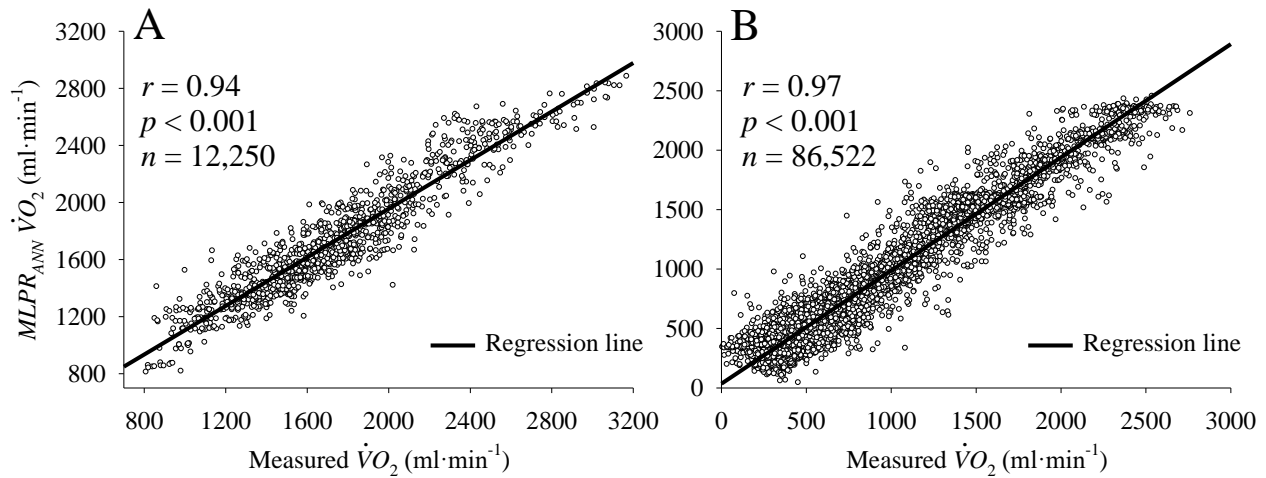 A
r = 0.94
p < 0.001
n = 12,250
MLPR_ANN V̇O₂ (ml·min⁻¹)
3200
2800
2400
2000
1600
1200
800
Regression line
800 1200 1600 2000 2400 2800 3200
Measured V̇O₂ (ml·min⁻¹)
B
r = 0.97
p < 0.001
n = 86,522
3000
2500
2000
1500
1000
500
0
Regression line
0 500 1000 1500 2000 2500 3000
Measured V̇O₂ (ml·min⁻¹)